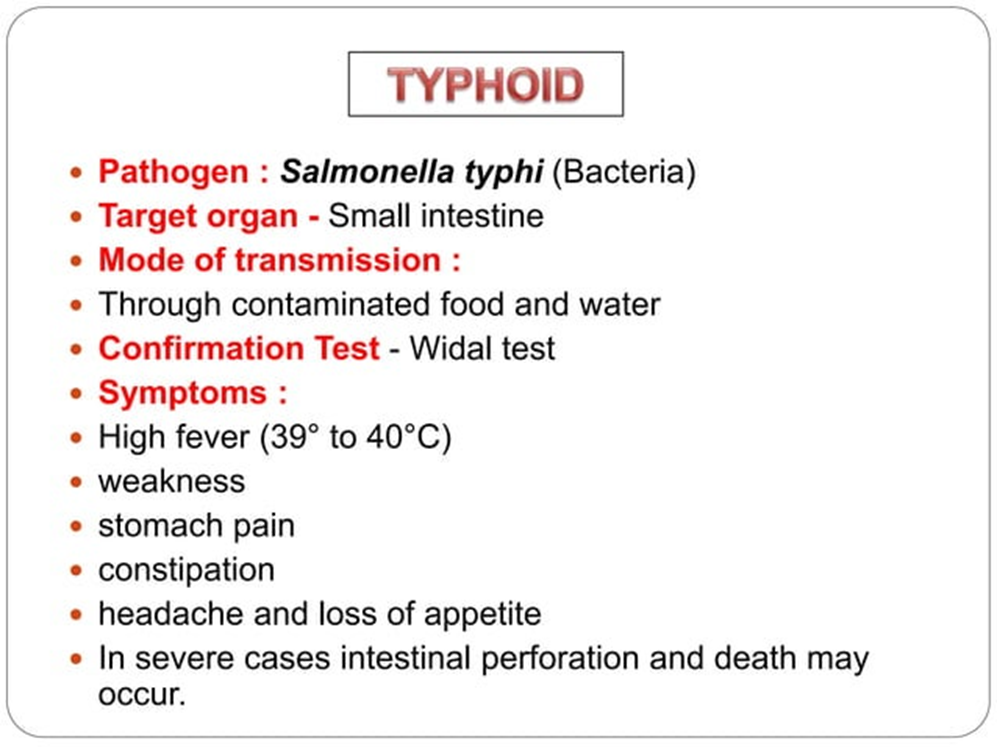 TYPHOID
• Pathogen : Salmonella typhi (Bacteria)
• Target organ - Small intestine
• Mode of transmission :
• Through contaminated food and water
• Confirmation Test - Widal test
• Symptoms :
• High fever (39° to 40°C)
• weakness
• stomach pain
• constipation
• headache and loss of appetite
• In severe cases intestinal perforation and death may
occur.